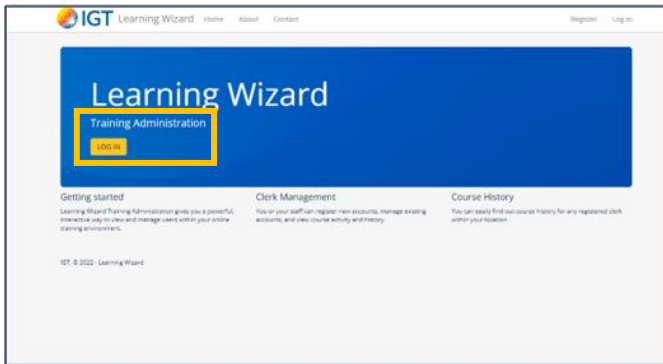 IGT Learning Wizard Home About Contact Register Log in
Learning Wizard
Training Administration
LOG IN
Getting started
Learning Wizard Training Administration gives you a powerful,
interactive way to view and manage users within your online
training environment.
Clerk Management
You or your staff can register new accounts, manage existing
accounts, and view course activity and history.
Course History
You can easily find out course history for any registered clerk
within your location.
IGT, © 2022 - Learning Wizard